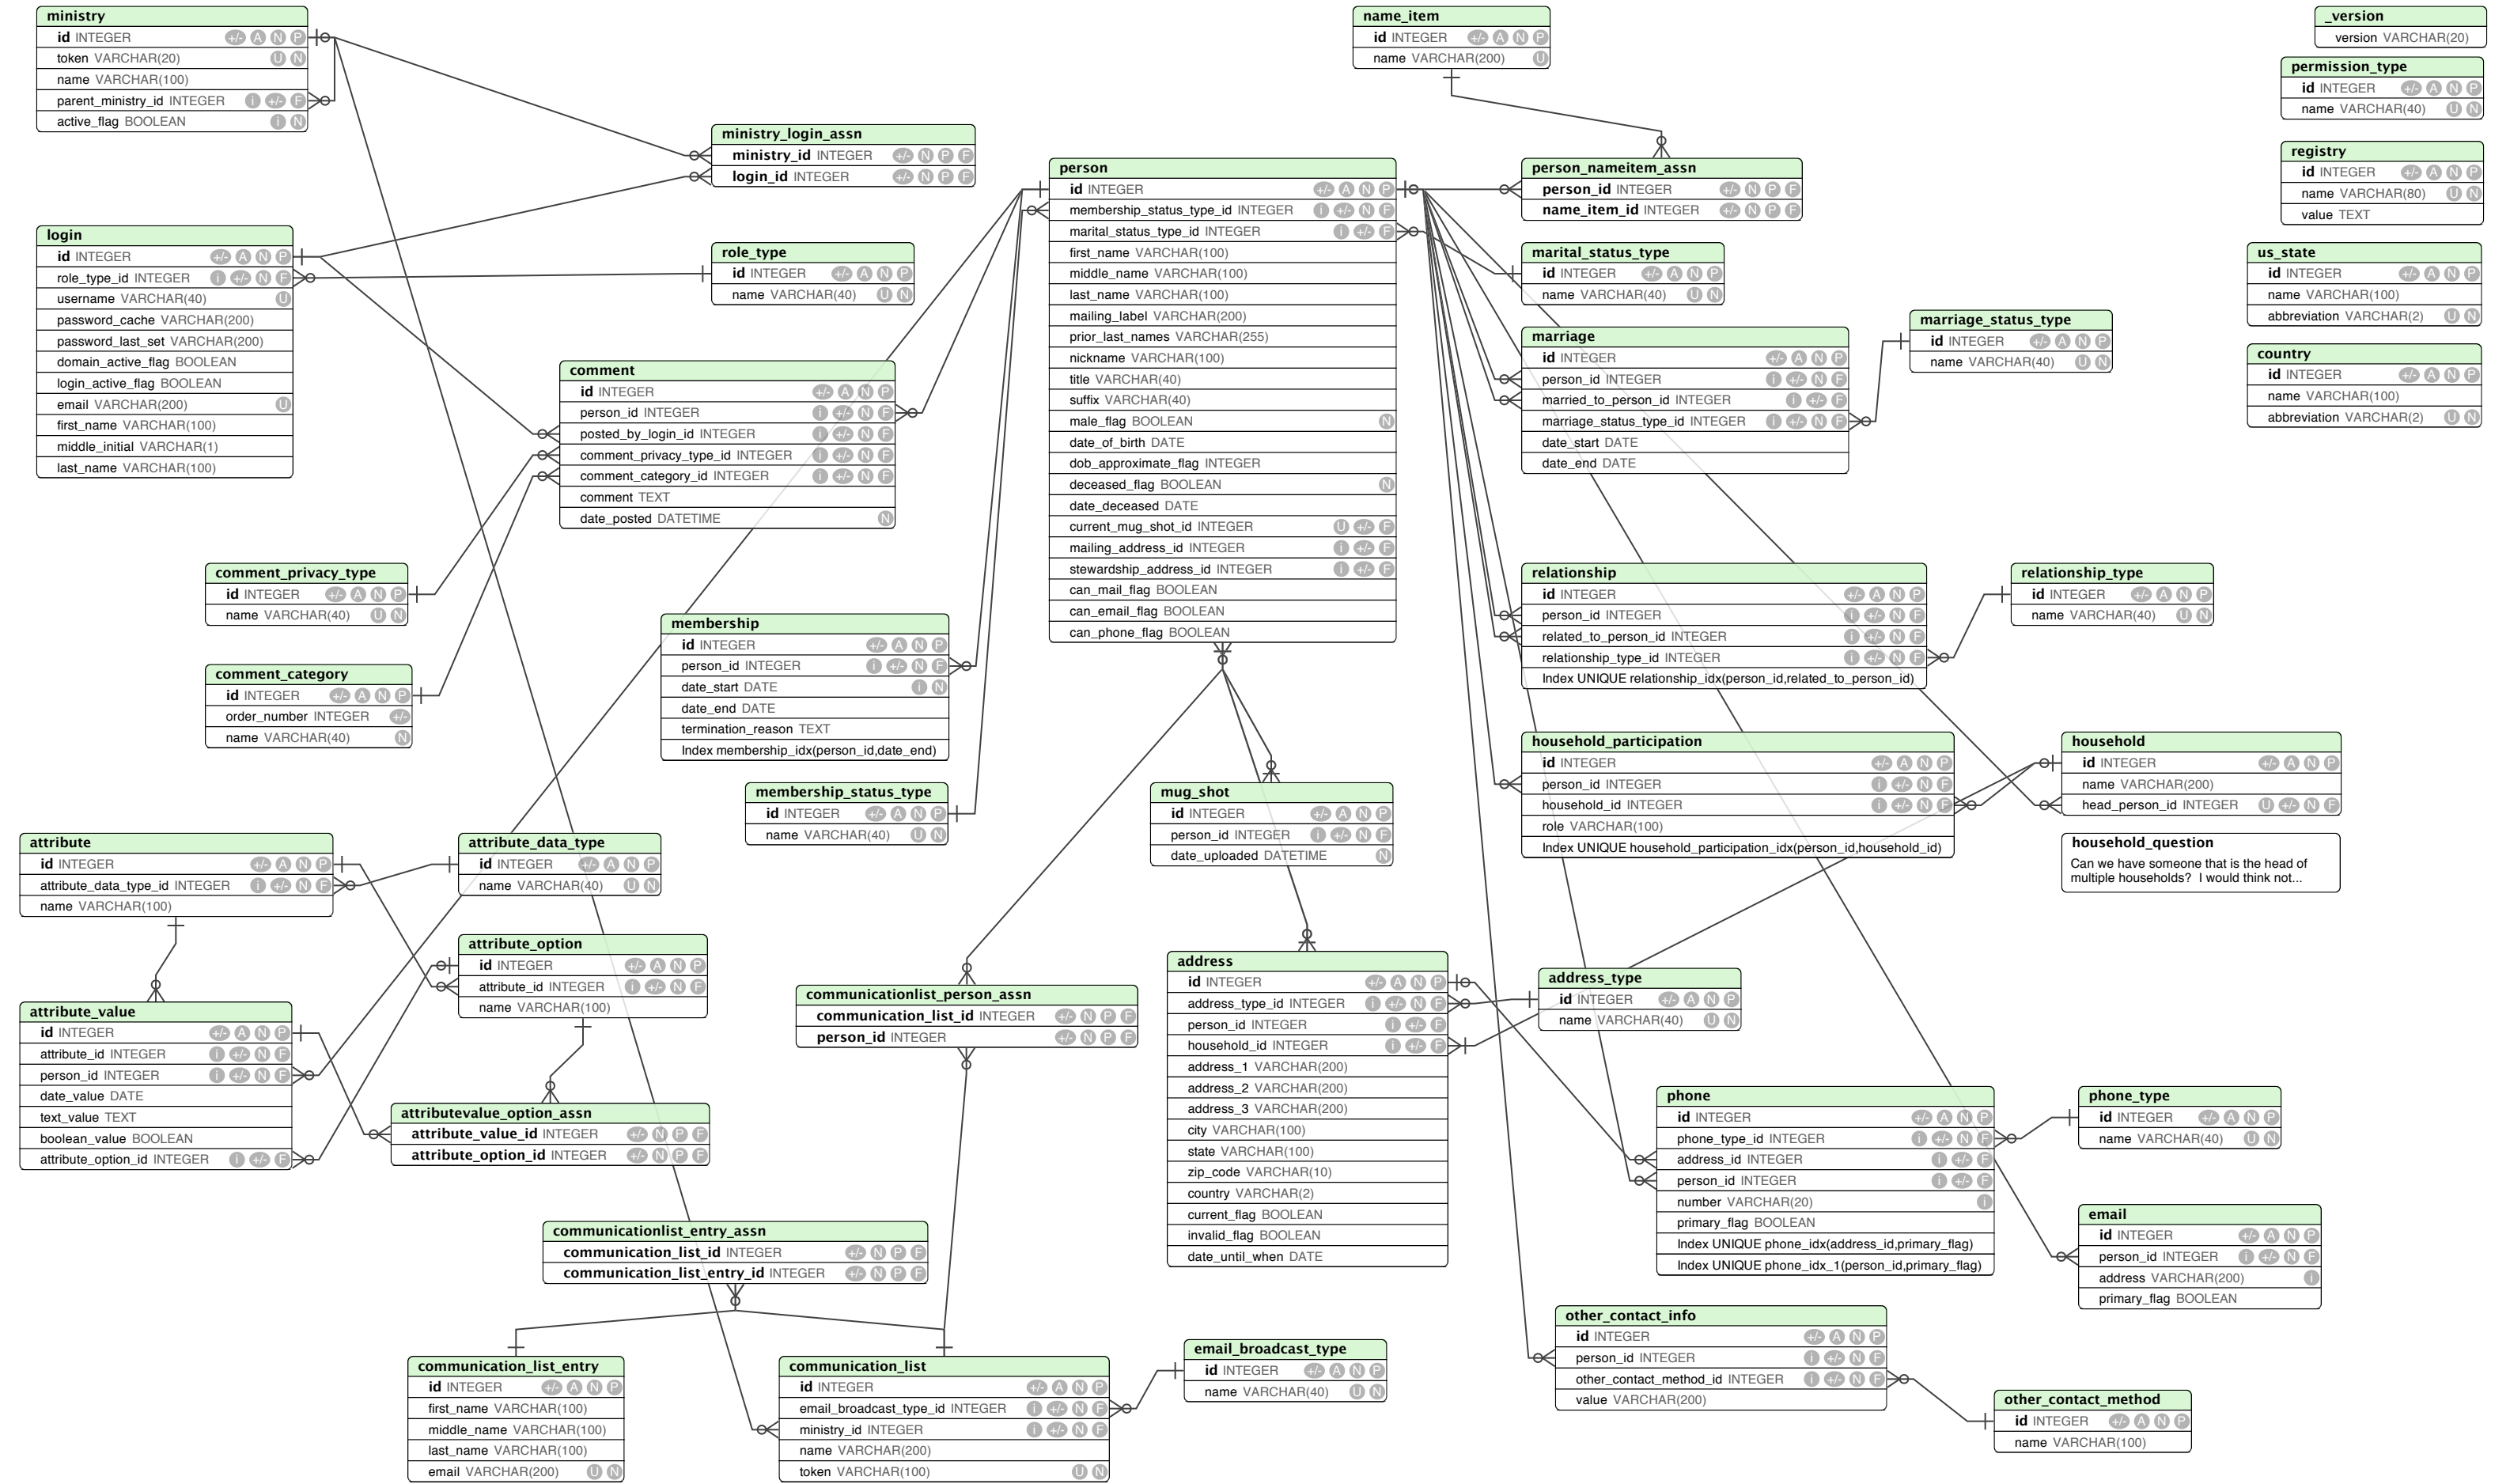 ministry
id INTEGER +/- A N P
token VARCHAR(20) U N
name VARCHAR(100)
parent_ministry_id INTEGER i +/- F
active_flag BOOLEAN i N
name_item
id INTEGER +/- A N P
name VARCHAR(200) U
_version
version VARCHAR(20)
permission_type
id INTEGER +/- A N P
name VARCHAR(40) U N
ministry_login_assn
ministry_id INTEGER +/- N P F
login_id INTEGER +/- N P F
registry
id INTEGER +/- A N P
name VARCHAR(80) U N
value TEXT
person
id INTEGER +/- A N P
membership_status_type_id INTEGER i +/- N F
marital_status_type_id INTEGER i +/- F
first_name VARCHAR(100)
middle_name VARCHAR(100)
last_name VARCHAR(100)
mailing_label VARCHAR(200)
prior_last_names VARCHAR(255)
nickname VARCHAR(100)
title VARCHAR(40)
suffix VARCHAR(40)
male_flag BOOLEAN N
date_of_birth DATE
dob_approximate_flag INTEGER
deceased_flag BOOLEAN N
date_deceased DATE
current_mug_shot_id INTEGER U +/- F
mailing_address_id INTEGER i +/- F
stewardship_address_id INTEGER i +/- F
can_mail_flag BOOLEAN
can_email_flag BOOLEAN
can_phone_flag BOOLEAN
person_nameitem_assn
person_id INTEGER +/- N P F
name_item_id INTEGER +/- N P F
login
id INTEGER +/- A N P
role_type_id INTEGER i +/- N F
username VARCHAR(40) U
password_cache VARCHAR(200)
password_last_set VARCHAR(200)
domain_active_flag BOOLEAN
login_active_flag BOOLEAN
email VARCHAR(200) U
first_name VARCHAR(100)
middle_initial VARCHAR(1)
last_name VARCHAR(100)
role_type
id INTEGER +/- A N P
name VARCHAR(40) U N
marital_status_type
id INTEGER +/- A N P
name VARCHAR(40) U N
us_state
id INTEGER +/- A N P
name VARCHAR(100)
abbreviation VARCHAR(2) U N
marriage_status_type
id INTEGER +/- A N P
name VARCHAR(40) U N
marriage
id INTEGER +/- A N P
person_id INTEGER i +/- N F
married_to_person_id INTEGER i +/- F
marriage_status_type_id INTEGER i +/- N F
date_start DATE
date_end DATE
country
id INTEGER +/- A N P
name VARCHAR(100)
abbreviation VARCHAR(2) U N
comment
id INTEGER +/- A N P
person_id INTEGER i +/- N F
posted_by_login_id INTEGER i +/- N F
comment_privacy_type_id INTEGER i +/- N F
comment_category_id INTEGER i +/- N F
comment TEXT
date_posted DATETIME N
comment_privacy_type
id INTEGER +/- A N P
name VARCHAR(40) U N
relationship
id INTEGER +/- A N P
person_id INTEGER i +/- N F
related_to_person_id INTEGER i +/- N F
relationship_type_id INTEGER i +/- N F
Index UNIQUE relationship_idx(person_id,related_to_person_id)
relationship_type
id INTEGER +/- A N P
name VARCHAR(40) U N
membership
id INTEGER +/- A N P
person_id INTEGER i +/- N F
date_start DATE i N
date_end DATE
termination_reason TEXT
Index membership_idx(person_id,date_end)
comment_category
id INTEGER +/- A N P
order_number INTEGER +/-
name VARCHAR(40) N
household_participation
id INTEGER +/- A N P
person_id INTEGER i +/- N F
household_id INTEGER i +/- N F
role VARCHAR(100)
Index UNIQUE household_participation_idx(person_id,household_id)
household
id INTEGER +/- A N P
name VARCHAR(200)
head_person_id INTEGER U +/- N F
household_question
Can we have someone that is the head of
multiple households? I would think not...
membership_status_type
id INTEGER +/- A N P
name VARCHAR(40) U N
mug_shot
id INTEGER +/- A N P
person_id INTEGER i +/- N F
date_uploaded DATETIME N
attribute
id INTEGER +/- A N P
attribute_data_type_id INTEGER i +/- N F
name VARCHAR(100)
attribute_data_type
id INTEGER +/- A N P
name VARCHAR(40) U N
attribute_option
id INTEGER +/- A N P
attribute_id INTEGER i +/- N F
name VARCHAR(100)
address
id INTEGER +/- A N P
address_type_id INTEGER i +/- N F
person_id INTEGER i +/- F
household_id INTEGER i +/- F
address_1 VARCHAR(200)
address_2 VARCHAR(200)
address_3 VARCHAR(200)
city VARCHAR(100)
state VARCHAR(100)
zip_code VARCHAR(10)
country VARCHAR(2)
current_flag BOOLEAN
invalid_flag BOOLEAN
date_until_when DATE
address_type
id INTEGER +/- A N P
name VARCHAR(40) U N
communicationlist_person_assn
communication_list_id INTEGER +/- N P F
person_id INTEGER +/- N P F
attribute_value
id INTEGER +/- A N P
attribute_id INTEGER i +/- N F
person_id INTEGER i +/- N F
date_value DATE
text_value TEXT
boolean_value BOOLEAN
attribute_option_id INTEGER i +/- F
attributevalue_option_assn
attribute_value_id INTEGER +/- N P F
attribute_option_id INTEGER +/- N P F
phone
id INTEGER +/- A N P
phone_type_id INTEGER i +/- N F
address_id INTEGER i +/- F
person_id INTEGER i +/- F
number VARCHAR(20) i
primary_flag BOOLEAN
Index UNIQUE phone_idx(address_id,primary_flag)
Index UNIQUE phone_idx_1(person_id,primary_flag)
phone_type
id INTEGER +/- A N P
name VARCHAR(40) U N
email
id INTEGER +/- A N P
person_id INTEGER i +/- N F
address VARCHAR(200) i
primary_flag BOOLEAN
communicationlist_entry_assn
communication_list_id INTEGER +/- N P F
communication_list_entry_id INTEGER +/- N P F
other_contact_info
id INTEGER +/- A N P
person_id INTEGER i +/- N F
other_contact_method_id INTEGER i +/- N F
value VARCHAR(200)
email_broadcast_type
id INTEGER +/- A N P
name VARCHAR(40) U N
communication_list_entry
id INTEGER +/- A N P
first_name VARCHAR(100)
middle_name VARCHAR(100)
last_name VARCHAR(100)
email VARCHAR(200) U N
communication_list
id INTEGER +/- A N P
email_broadcast_type_id INTEGER i +/- N F
ministry_id INTEGER i +/- N F
name VARCHAR(200)
token VARCHAR(100) U N
other_contact_method
id INTEGER +/- A N P
name VARCHAR(100)